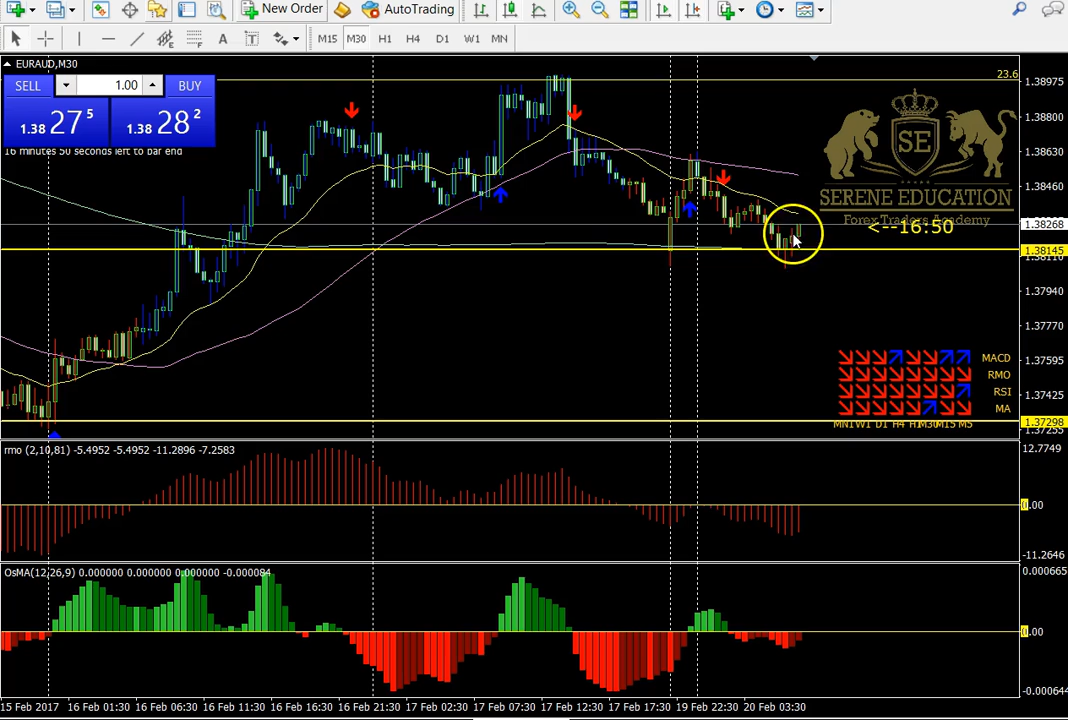 New Order AutoTrading
A T M15 M30 H1 H4 D1 W1 MN
EURAUD,M30
SELL 1.00 BUY
1.38 27 5 1.38 28 2
16 minutes 50 seconds left to bar end
23.6
1.38975
1.38800
1.38630
1.38460
1.38268
1.38145
1.38110
1.37940
1.37770
1.37595
1.37425
1.37298
1.37255
SE
SERENE EDUCATION
Forex Traders Academy
<--16:50
MACD
RMO
RSI
MA
MN1 W1 D1 H4 H1 M30 M15 M5
rmo (2,10,81) -5.4952 -5.4952 -11.2896 -7.2583
12.7749
0.00
-11.2646
OsMA(12,26,9) 0.000000 0.000000 0.000000 -0.000084
0.000665
0.00
-0.000644
15 Feb 2017 16 Feb 01:30 16 Feb 06:30 16 Feb 11:30 16 Feb 16:30 16 Feb 21:30 17 Feb 02:30 17 Feb 07:30 17 Feb 12:30 17 Feb 17:30 19 Feb 22:30 20 Feb 03:30